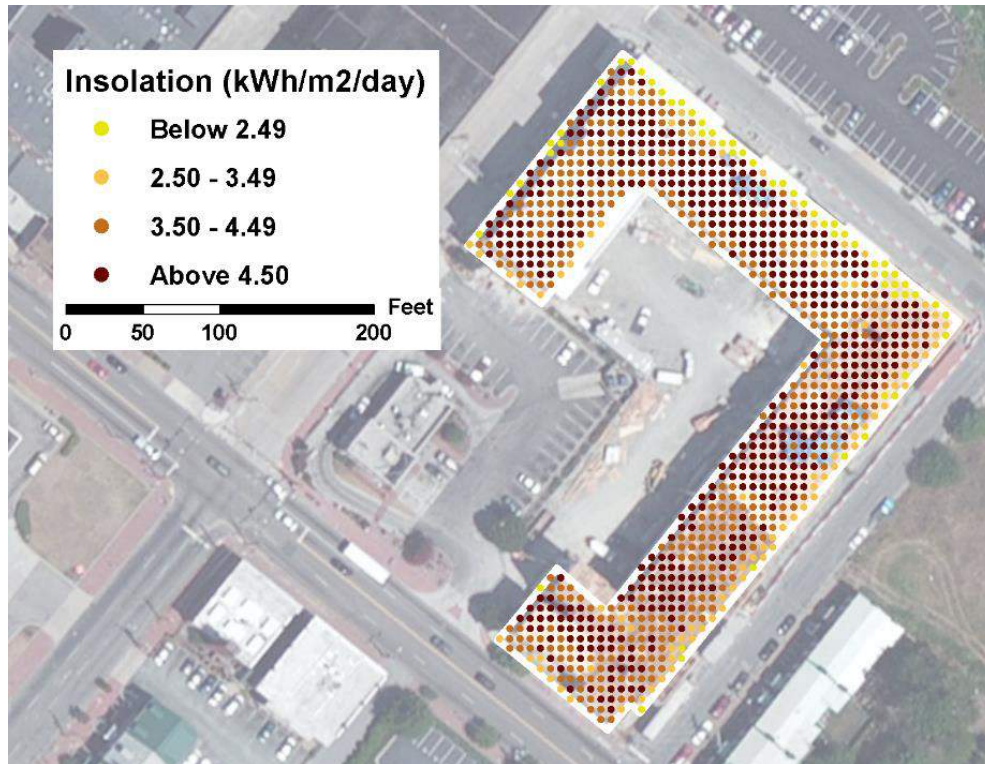 Insolation (kWh/m2/day)
Below 2.49
2.50 - 3.49
3.50 - 4.49
Above 4.50
Feet
0 50 100 200